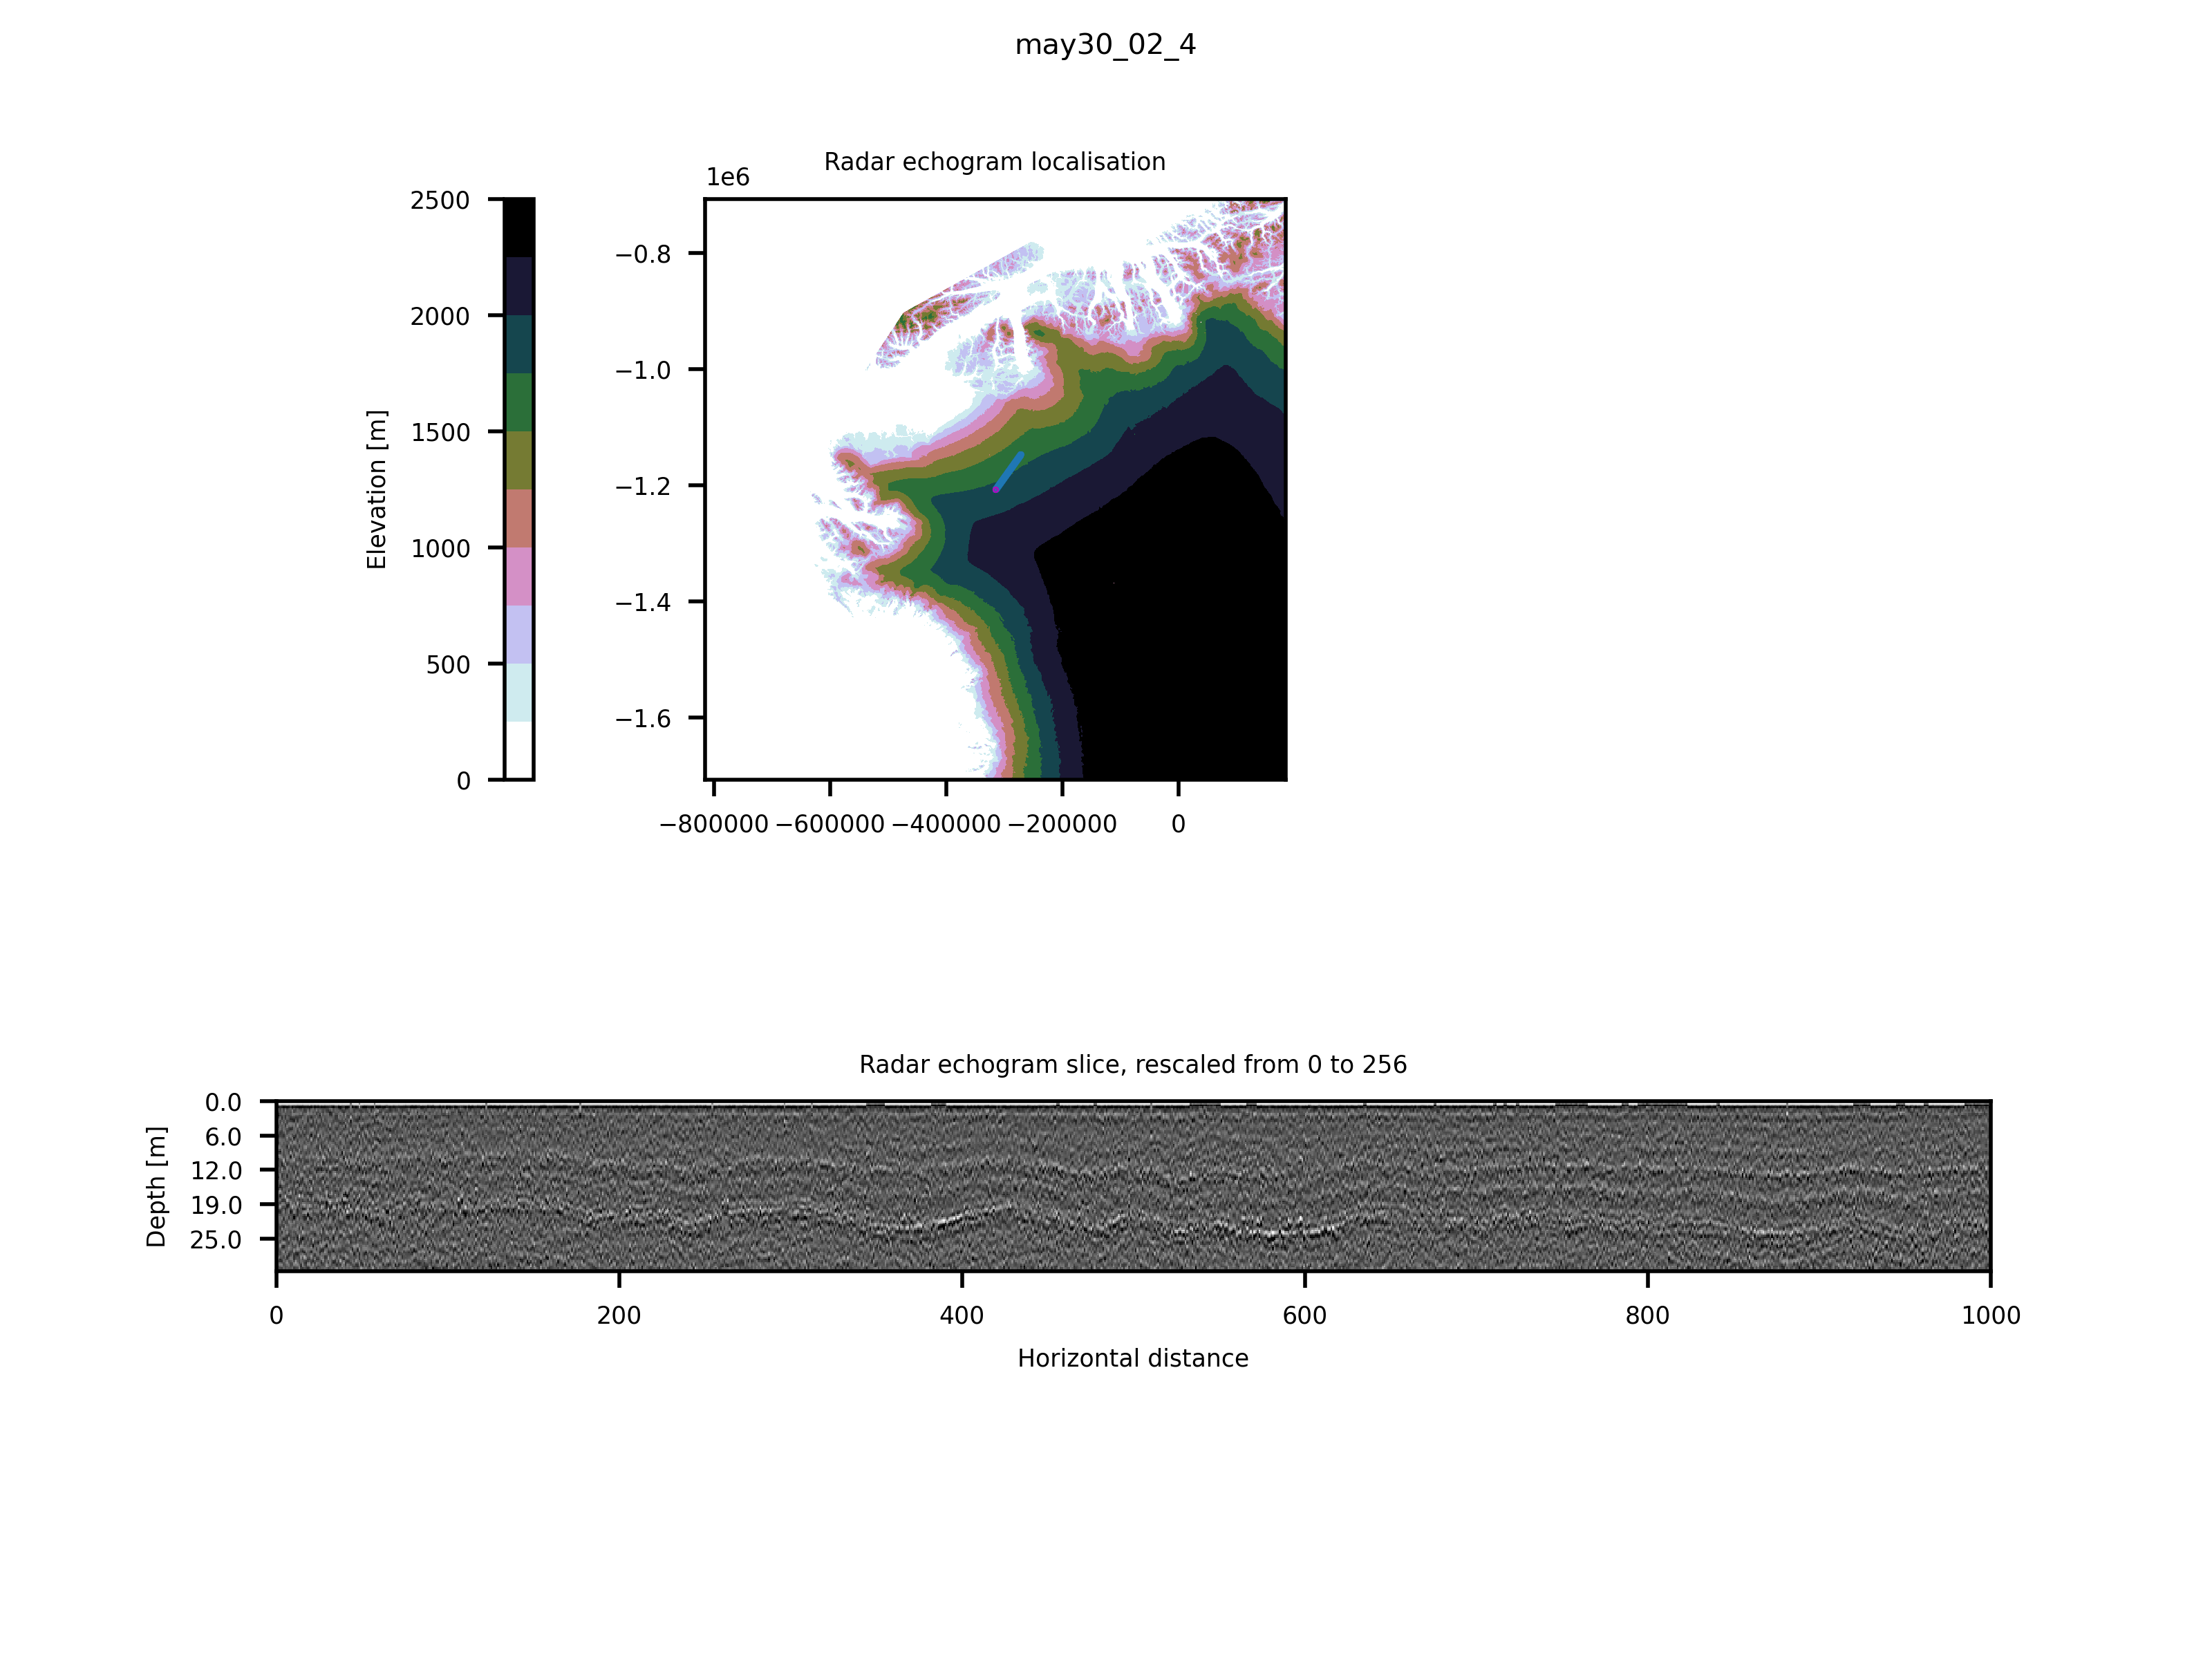 may30_02_4
Radar echogram localisation
1e6
2500
2000
1500
1000
500
0
Elevation [m]
−0.8
−1.0
−1.2
−1.4
−1.6
−800000 −600000 −400000 −200000 0
Radar echogram slice, rescaled from 0 to 256
0.0
6.0
12.0
19.0
25.0
Depth [m]
0 200 400 600 800 1000
Horizontal distance